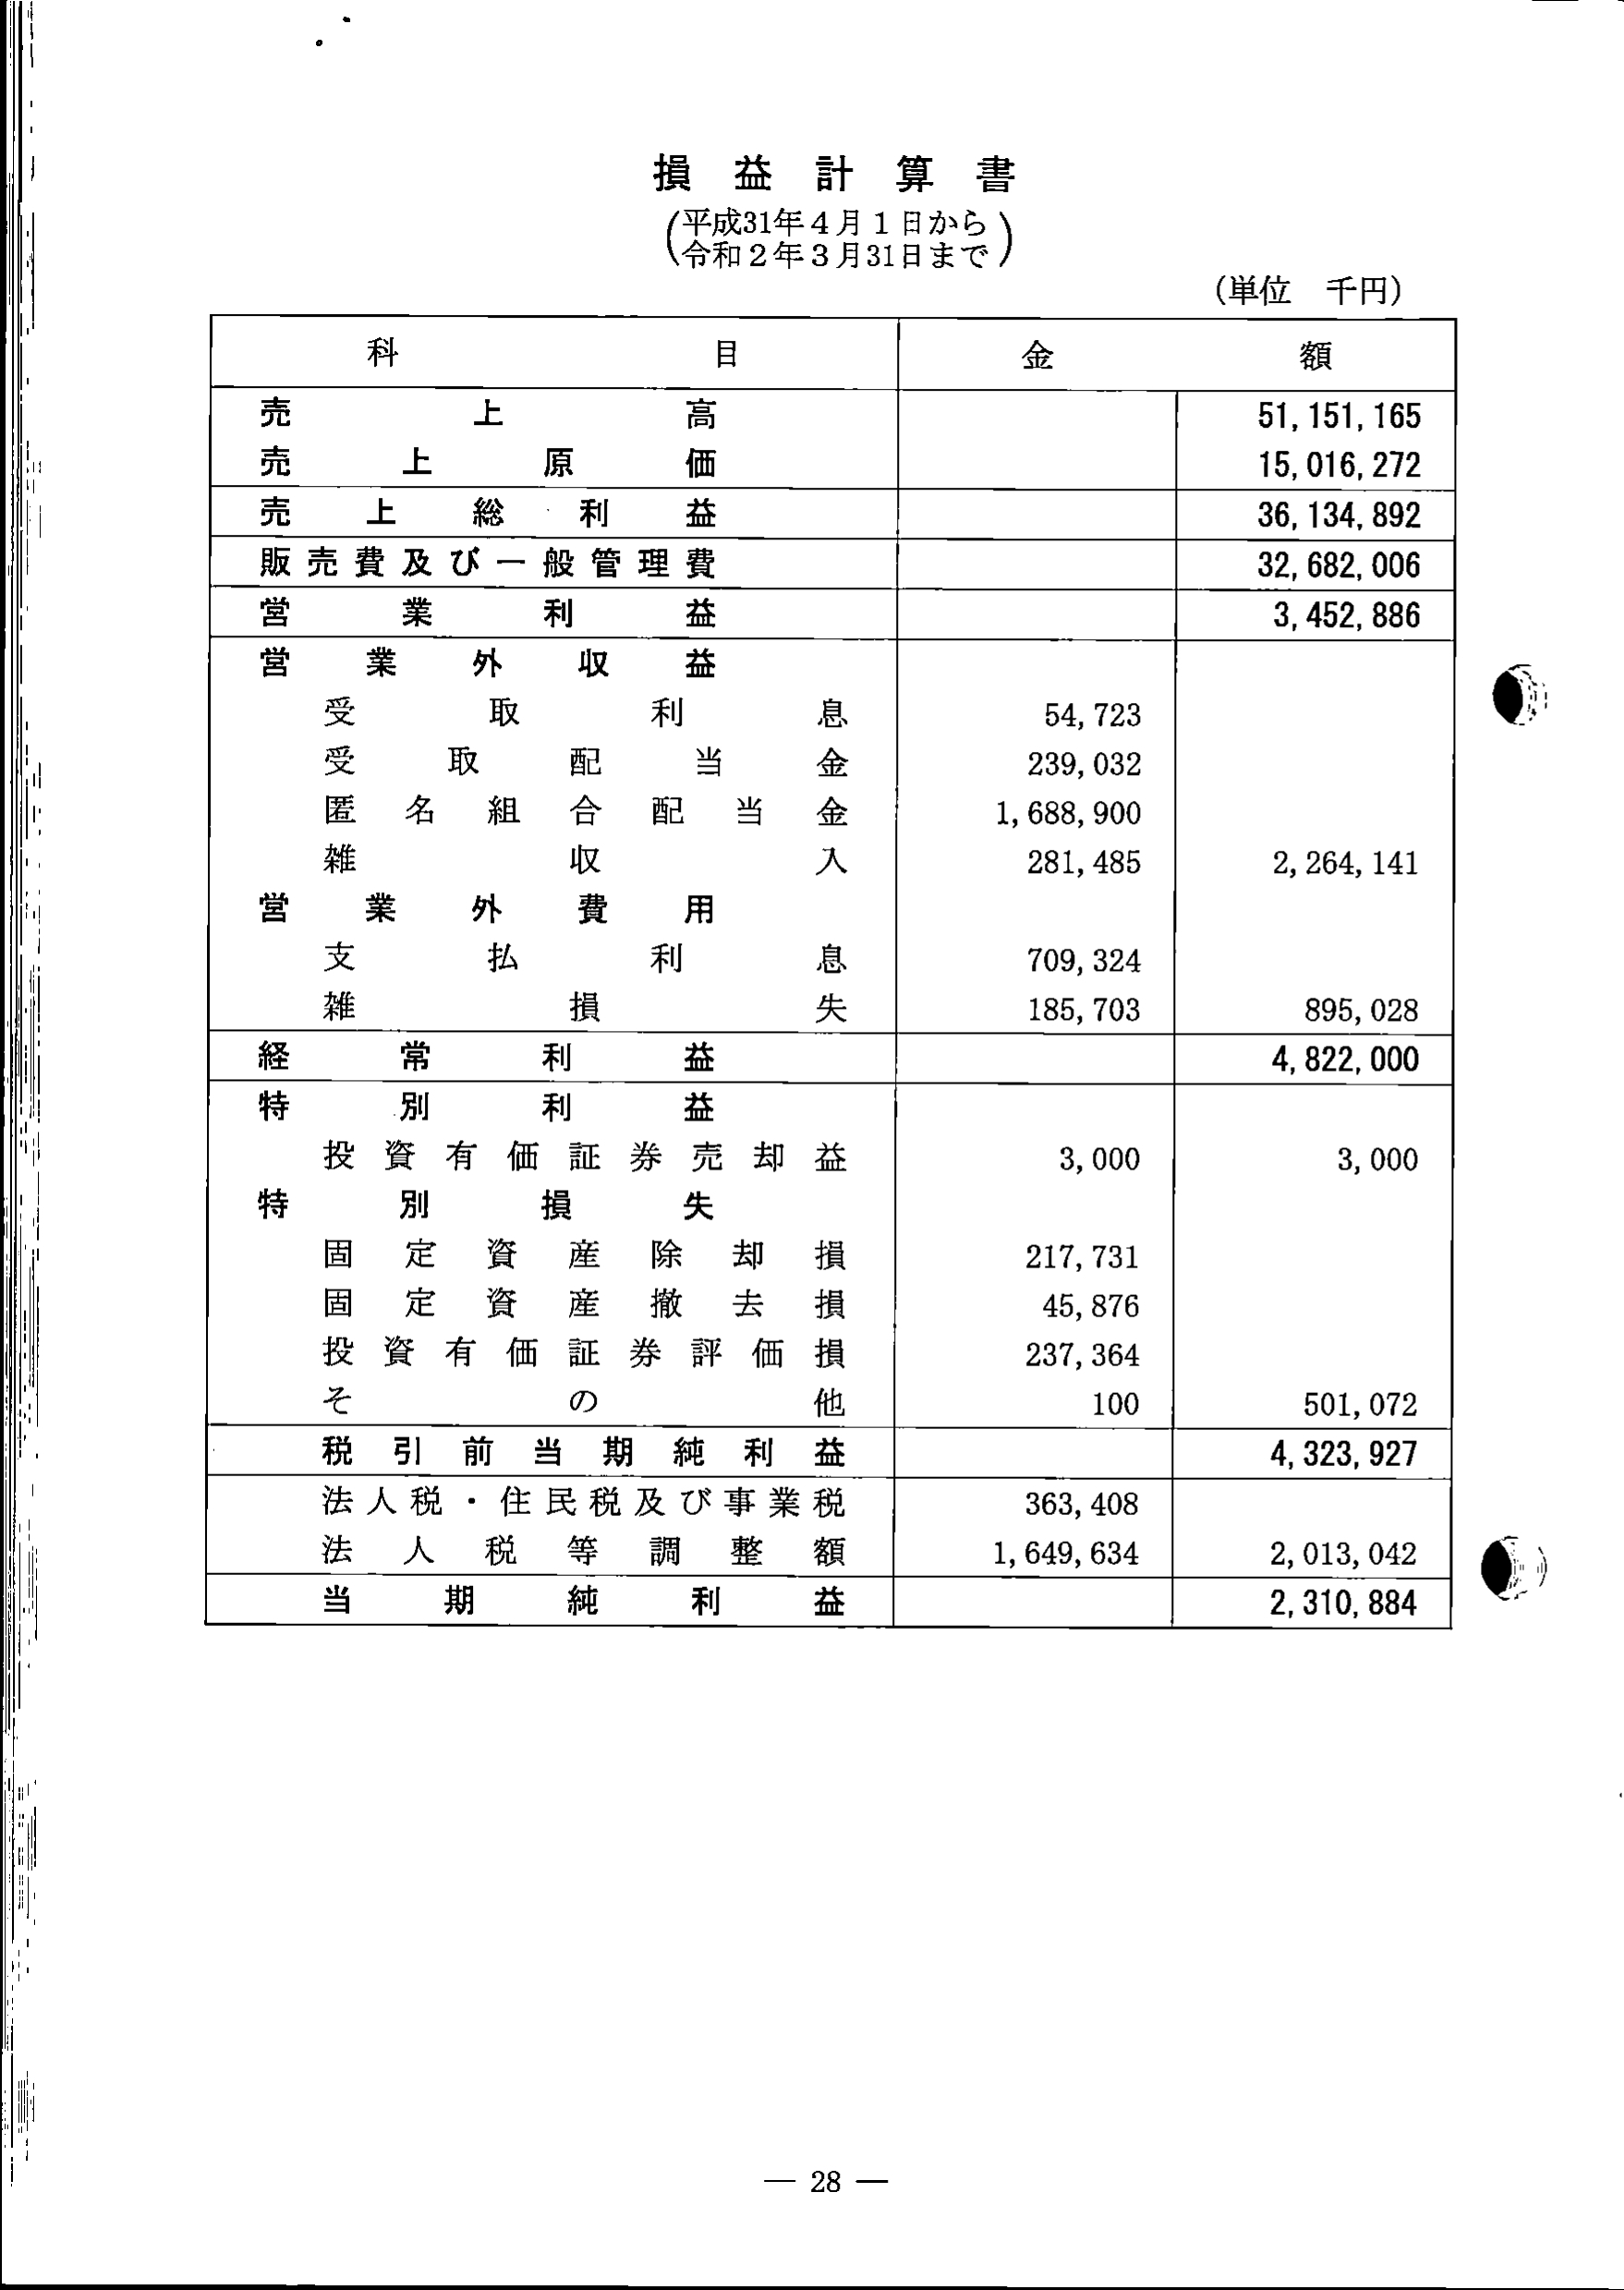 損益計算書
(平成31年4月1日から
令和2年3月31日まで)
(単位 千円)
科目 金額
売上高 51,151,165
売上原価 15,016,272
売上総利益 36,134,892
販売費及び一般管理費 32,682,006
営業利益 3,452,886
営業外収益
受取利息 54,723
受取配当金 239,032
匿名組合配当金 1,688,900
雑収入 281,485 2,264,141
営業外費用
支払利息 709,324
雑損失 185,703 895,028
経常利益 4,822,000
特別利益
投資有価証券売却益 3,000 3,000
特別損失
固定資産除却損 217,731
固定資産撤去損 45,876
投資有価証券評価損 237,364
その他 100 501,072
税引前当期純利益 4,323,927
法人税・住民税及び事業税 363,408
法人税等調整額 1,649,634 2,013,042
当期純利益 2,310,884
— 28 —